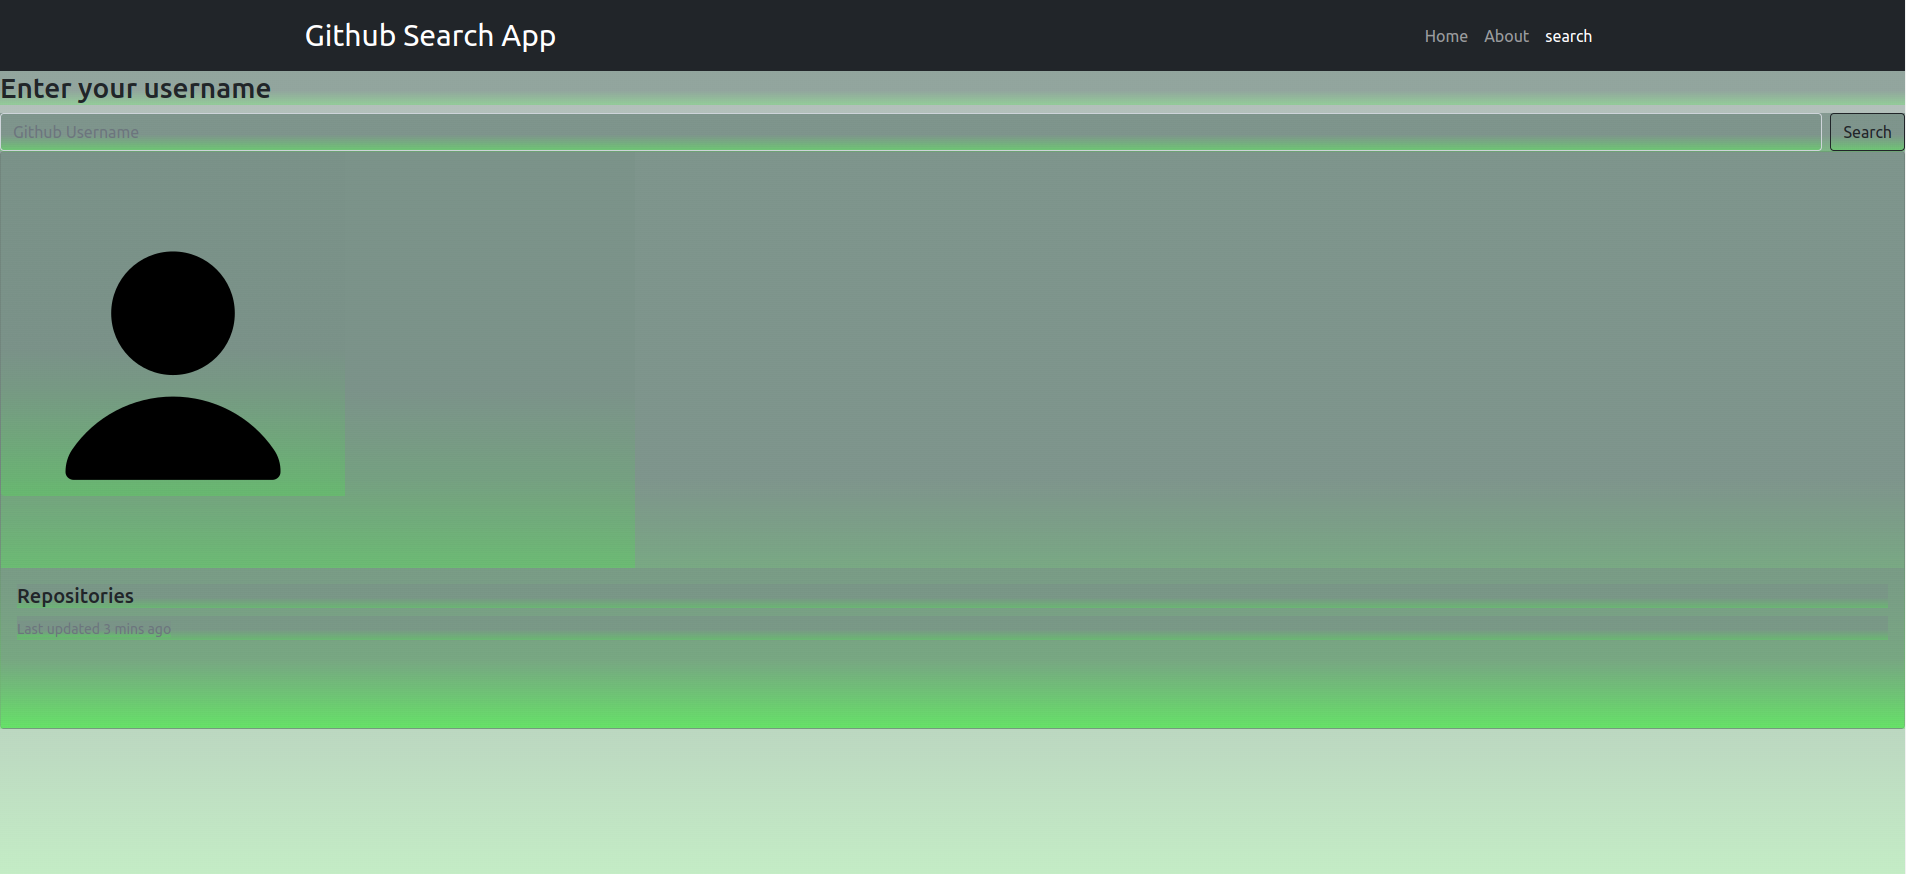 Github Search App
Home About search
Enter your username
Github Username
Search
Repositories
Last updated 3 mins ago